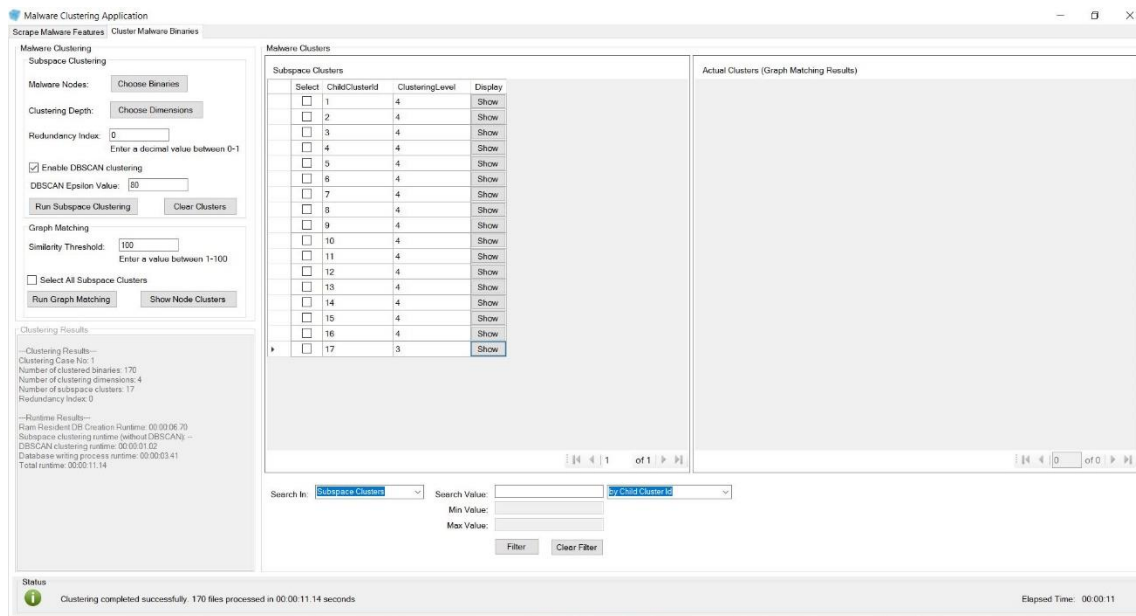 Malware Clustering Application
Scrape Malware Features Cluster Malware Binaries
Malware Clustering
Subspace Clustering
Malware Nodes: Choose Binaries
Clustering Depth: Choose Dimensions
Redundancy Index: 0
Enter a decimal value between 0-1
Enable DBSCAN clustering
DBSCAN Epsilon Value: 80
Run Subspace Clustering Clear Clusters
Graph Matching
Similarity Threshold: 100
Enter a value between 1-100
Select All Subspace Clusters
Run Graph Matching Show Node Clusters
Clustering Results
---Clustering Results---
Clustering Case No: 1
Number of clustered binaries: 170
Number of clustering dimensions: 4
Number of subspace clusters: 17
Redundancy Index: 0
---Runtime Results---
Ram Resident DB Creation Runtime: 00:00:06.70
Subspace clustering runtime (without DBSCAN): --
DBSCAN clustering runtime: 00:00:01.02
Database writing process runtime: 00:00:03.41
Total runtime: 00:00:11.14
Malware Clusters
Subspace Clusters
Select ChildClusterId ClusteringLevel Display
1 4 Show
2 4 Show
3 4 Show
4 4 Show
5 4 Show
6 4 Show
7 4 Show
8 4 Show
9 4 Show
10 4 Show
11 4 Show
12 4 Show
13 4 Show
14 4 Show
15 4 Show
16 4 Show
17 3 Show
1 of 1
Actual Clusters (Graph Matching Results)
0 of 0
Search In: Subspace Clusters Search Value: by Child Cluster Id
Min Value:
Max Value:
Filter Clear Filter
Status
Clustering completed successfully. 170 files processed in 00:00:11.14 seconds Elapsed Time: 00:00:11